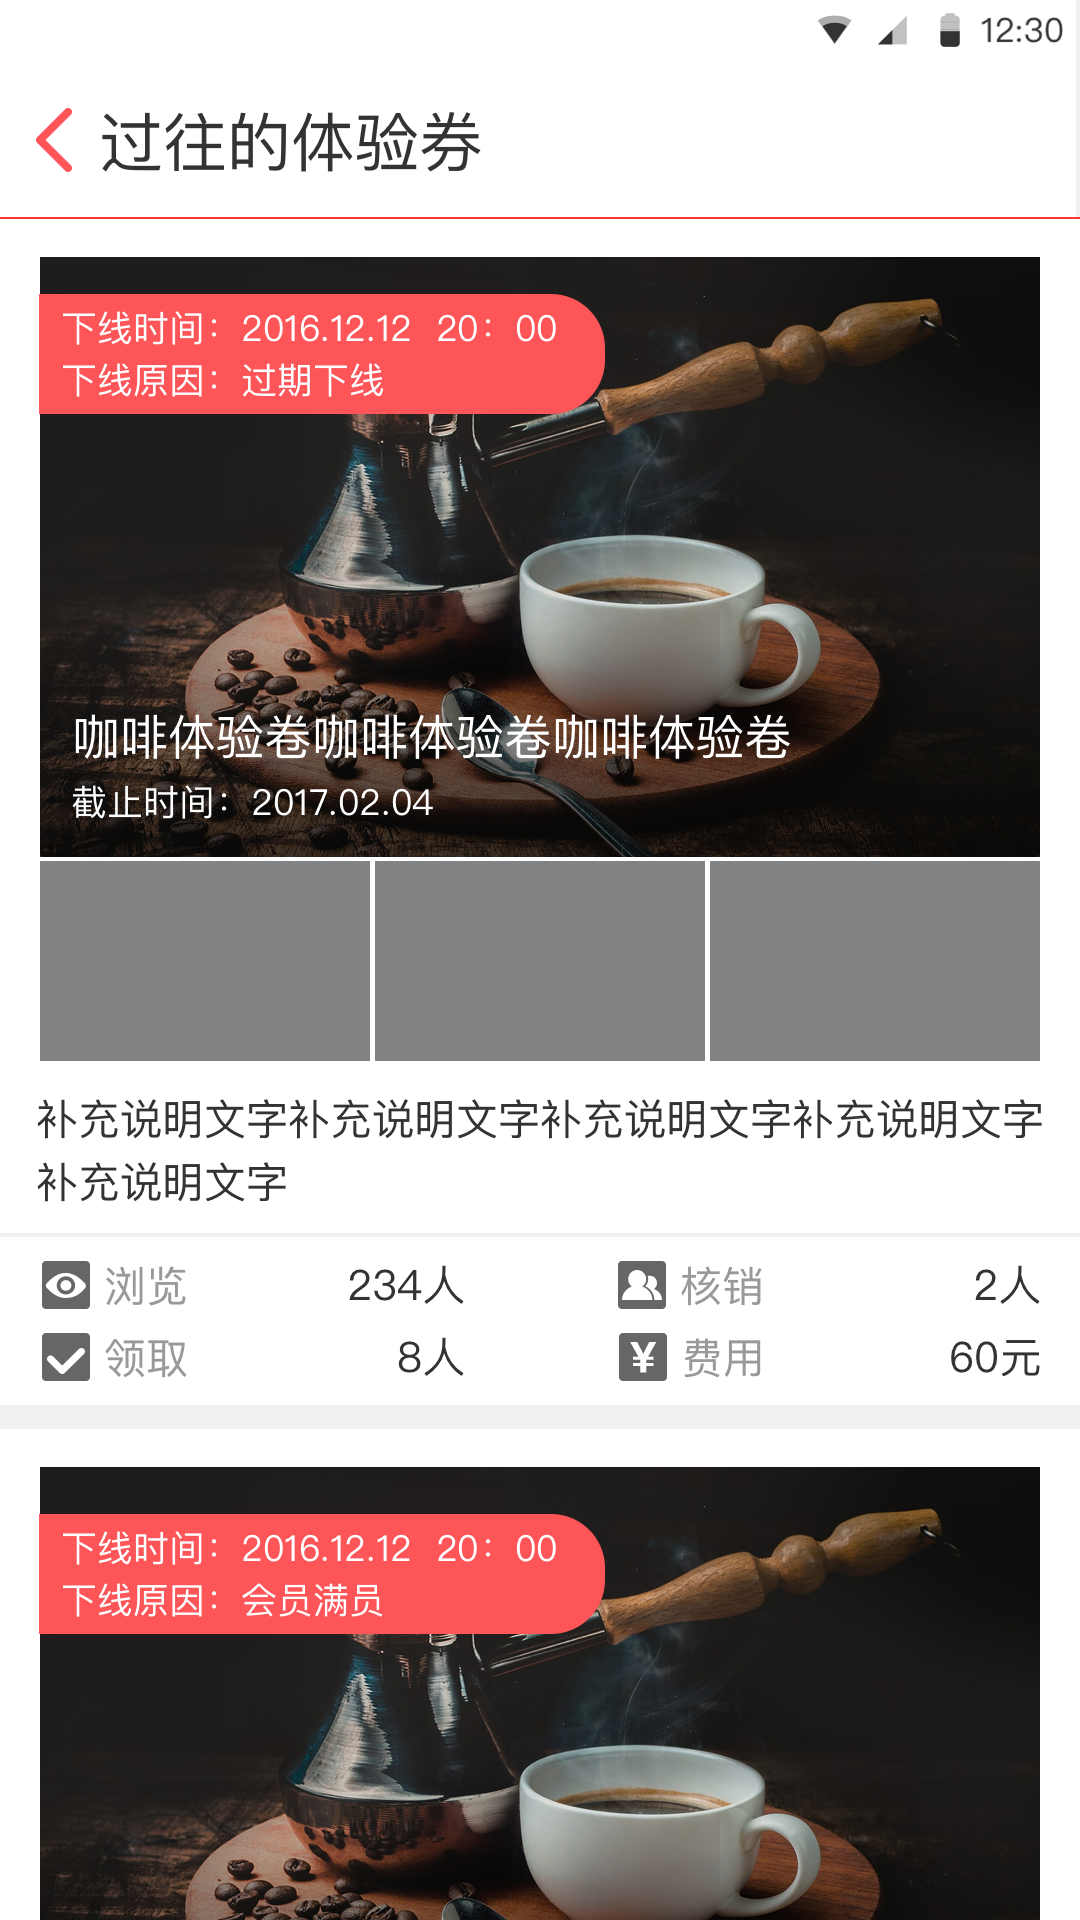 12:30
过往的体验券
下线时间：2016.12.12 20：00
下线原因：过期下线
咖啡体验卷咖啡体验卷咖啡体验卷
截止时间：2017.02.04
补充说明文字补充说明文字补充说明文字补充说明文字
补充说明文字
浏览 234人 核销 2人
领取 8人 ¥ 费用 60元
下线时间：2016.12.12 20：00
下线原因：会员满员